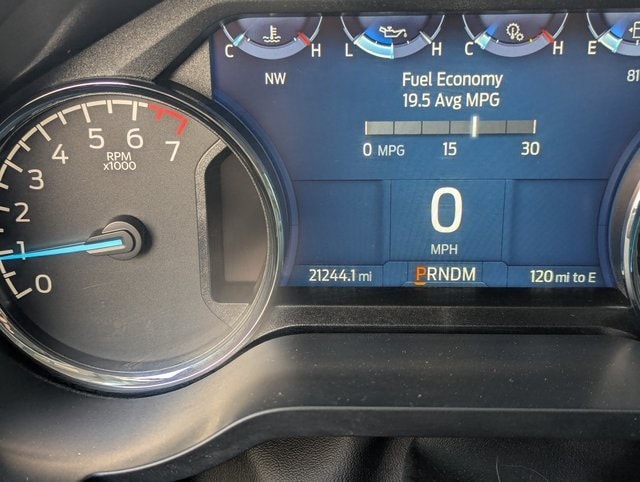 C H
L H
C H
E
NW
81
Fuel Economy
19.5 Avg MPG
0 MPG 15 30
0
MPH
21244.1 mi
PRNDM
120 mi to E
0
1
2
3
4
5
6
7
RPM
x1000